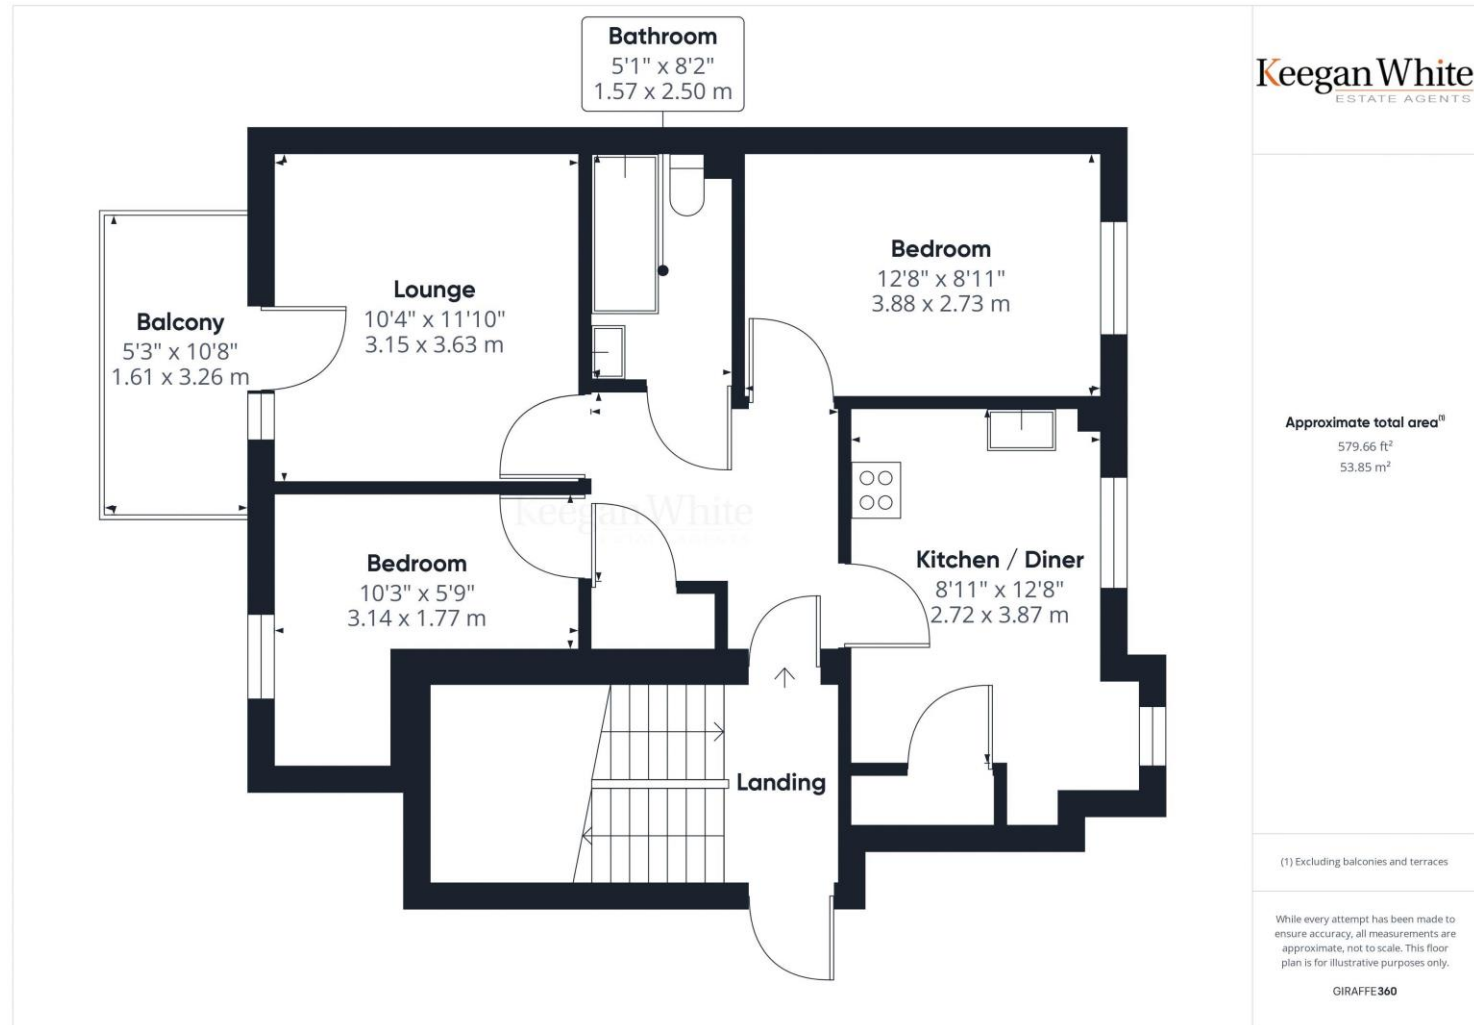 Bathroom
5'1" x 8'2"
1.57 x 2.50 m
Keegan White
ESTATE AGENTS
Lounge
10'4" x 11'10"
3.15 x 3.63 m
Bedroom
12'8" x 8'11"
3.88 x 2.73 m
Balcony
5'3" x 10'8"
1.61 x 3.26 m
Keegan White
ESTATE AGENTS
Bedroom
10'3" x 5'9"
3.14 x 1.77 m
Kitchen / Diner
8'11" x 12'8"
2.72 x 3.87 m
Landing
Approximate total area(1)
579.66 ft²
53.85 m²
(1) Excluding balconies and terraces
While every attempt has been made to
ensure accuracy, all measurements are
approximate, not to scale. This floor
plan is for illustrative purposes only.
GIRAFFE360